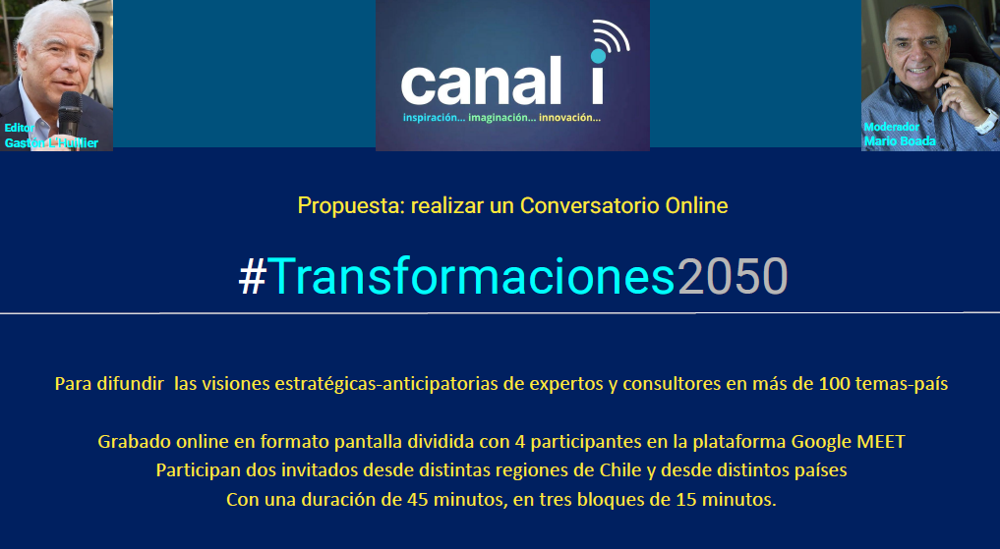 Editor
Gastón L'Huillier
canal i
inspiración... imaginación... innovación...
Moderador
Mario Boada
Propuesta: realizar un Conversatorio Online
#Transformaciones2050
Para difundir las visiones estratégicas-anticipatorias de expertos y consultores en más de 100 temas-país
Grabado online en formato pantalla dividida con 4 participantes en la plataforma Google MEET
Participan dos invitados desde distintas regiones de Chile y desde distintos países
Con una duración de 45 minutos, en tres bloques de 15 minutos.